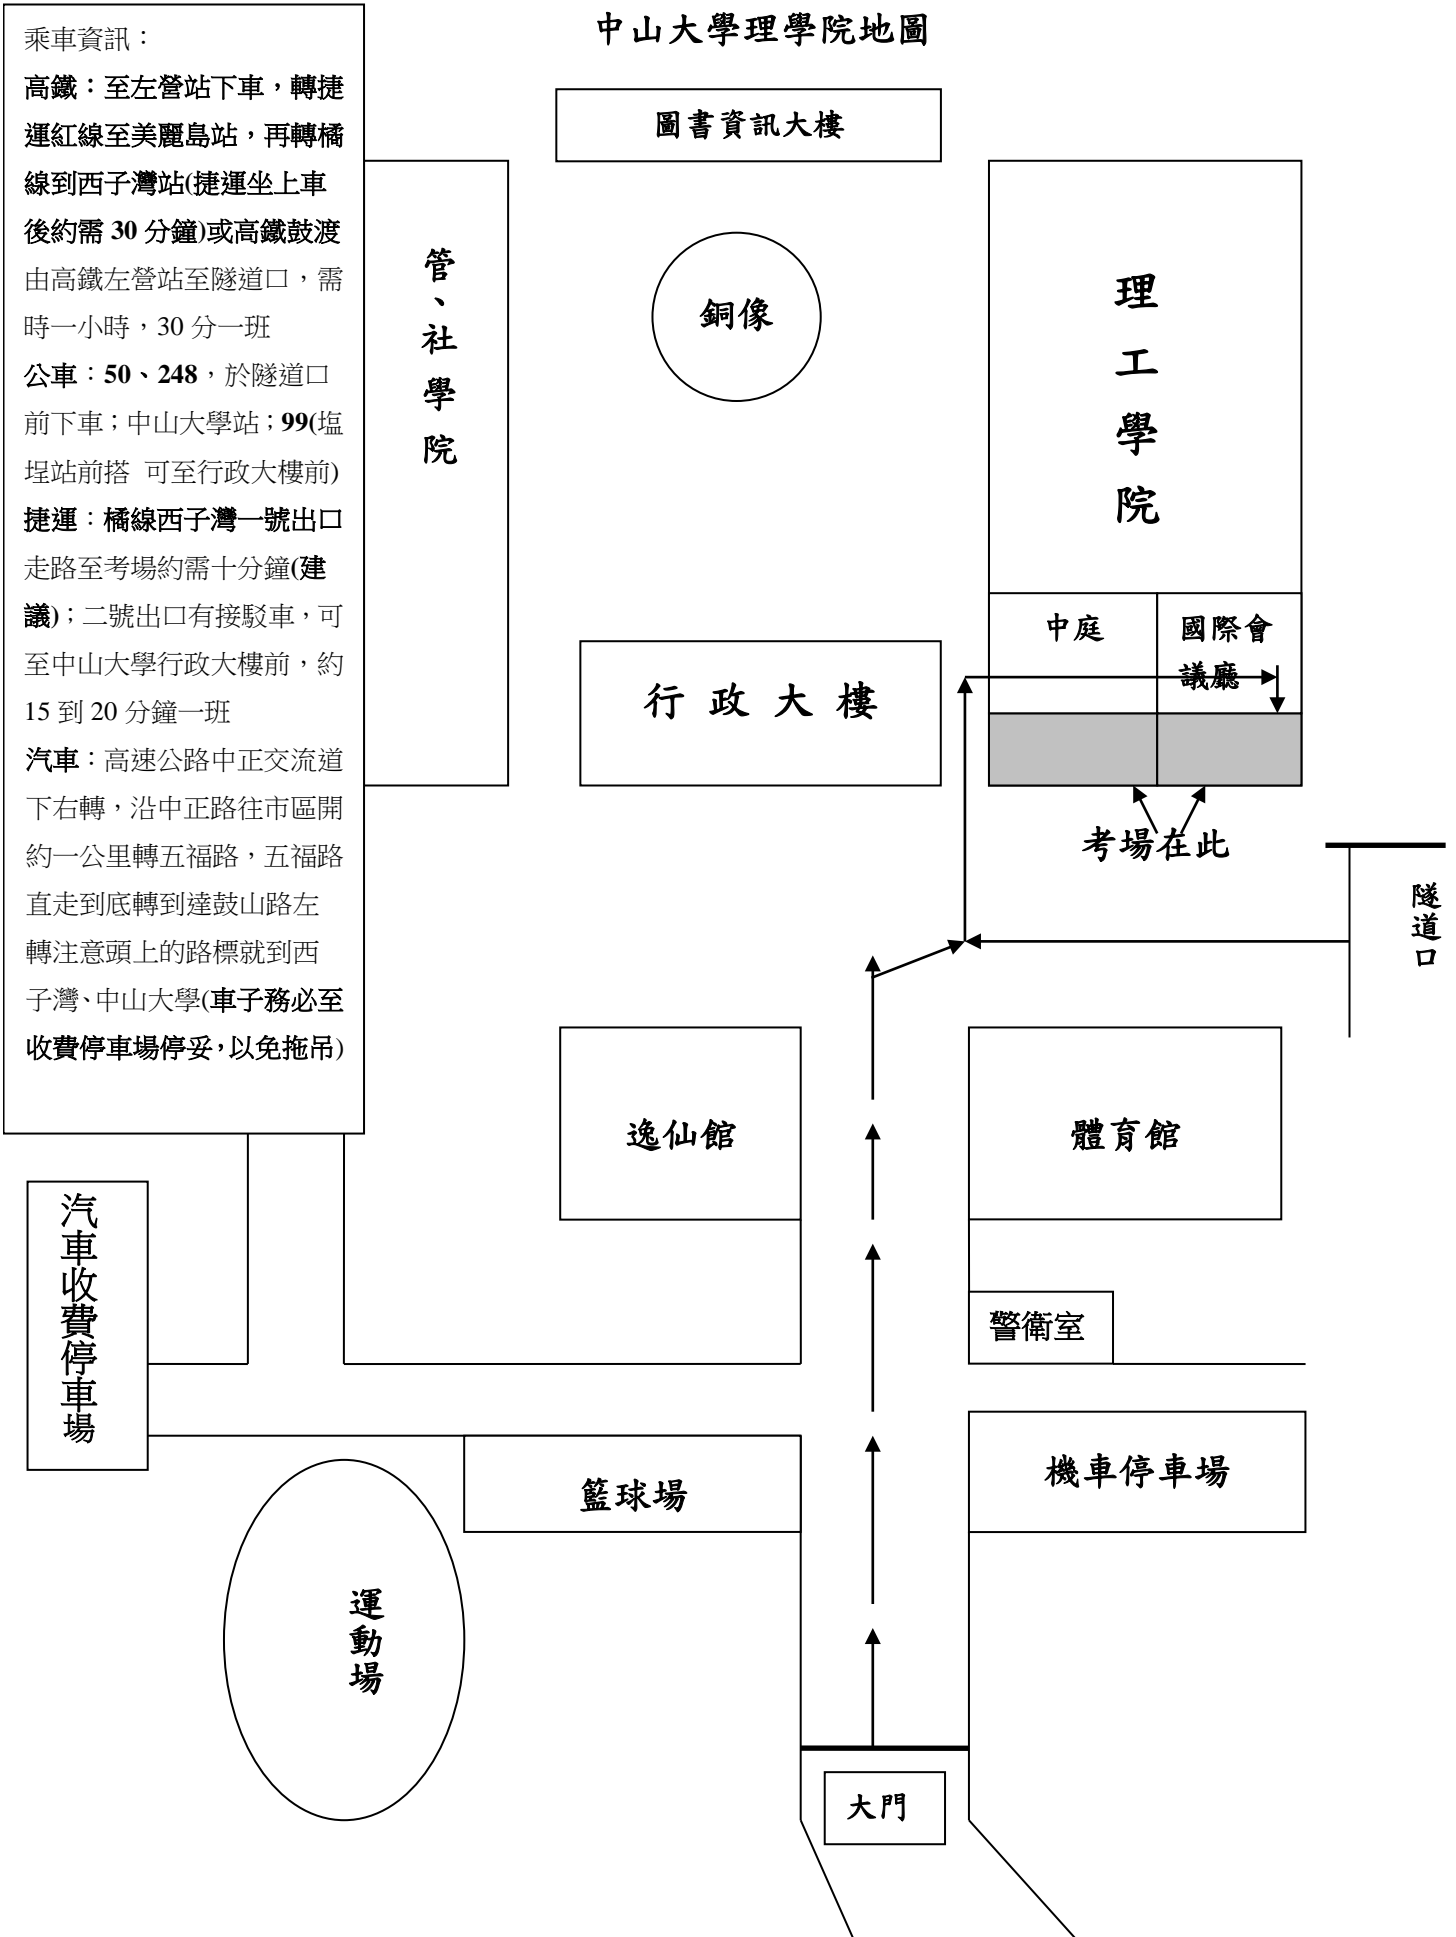 中山大學理學院地圖
乘車資訊：
高鐵：至左營站下車，轉捷
運紅線至美麗島站，再轉橘
線到西子灣站(捷運坐上車
後約需 30 分鐘)或高鐵鼓渡
由高鐵左營站至隧道口，需
時一小時，30 分一班
公車：50、248，於隧道口
前下車；中山大學站；99(塩
埕站前搭 可至行政大樓前)
捷運：橘線西子灣一號出口
走路至考場約需十分鐘(建
議)；二號出口有接駁車，可
至中山大學行政大樓前，約
15 到 20 分鐘一班
汽車：高速公路中正交流道
下右轉，沿中正路往市區開
約一公里轉五福路，五福路
直走到底轉到達鼓山路左
轉注意頭上的路標就到西
子灣、中山大學(車子務必至
收費停車場停妥，以免拖吊)
圖書資訊大樓
管、社學院
銅像
理工學院
中庭
國際會
議廳
行政大樓
考場在此
隧道口
逸仙館
體育館
警衛室
汽車收費停車場
籃球場
機車停車場
運動場
大門